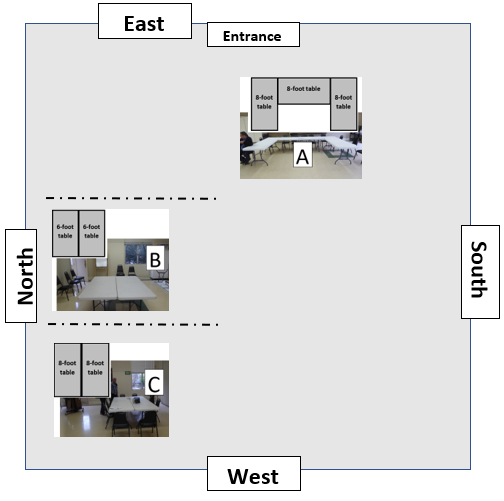 East
Entrance
8-foot
table
8-foot table
8-foot
table
A
North
6-foot
table
6-foot
table
B
South
8-foot
table
8-foot
table
C
West